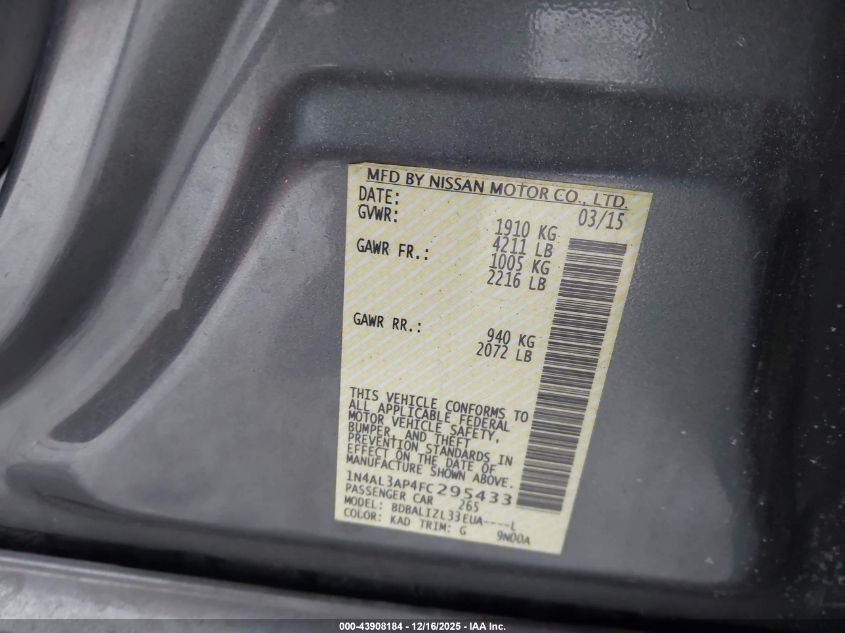 MFD BY NISSAN MOTOR CO., LTD.
DATE: 03/15
GVWR: 1910 KG
4211 LB
GAWR FR.: 1005 KG
2216 LB
GAWR RR.: 940 KG
2072 LB
THIS VEHICLE CONFORMS TO
ALL APPLICABLE FEDERAL
MOTOR VEHICLE SAFETY,
BUMPER, AND THEFT
PREVENTION STANDARDS IN
EFFECT ON THE DATE OF
MANUFACTURE SHOWN ABOVE.
1N4AL3AP4FC295433
PASSENGER CAR 265
MODEL: BDBALIZL33EUA----L
COLOR: KAD TRIM: G 9N00A
000-43908184 - 12/16/2025 - IAA Inc.